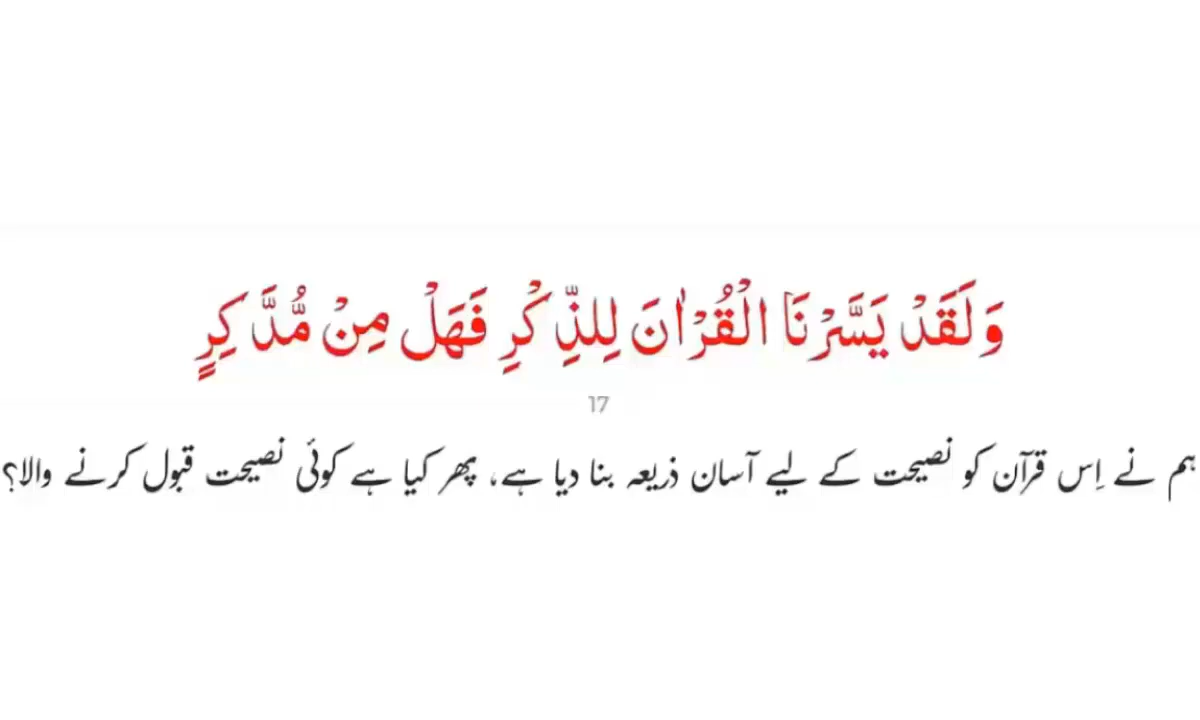 وَلَقَدْ يَسَّرْنَا الْقُرْاٰنَ لِلذِّكْرِ فَهَلْ مِنْ مُّدَّكِرٍ
17
ہم نے اِس قرآن کو نصیحت کے لیے آسان ذریعہ بنا دیا ہے، پھر کیا ہے کوئی نصیحت قبول کرنے والا؟